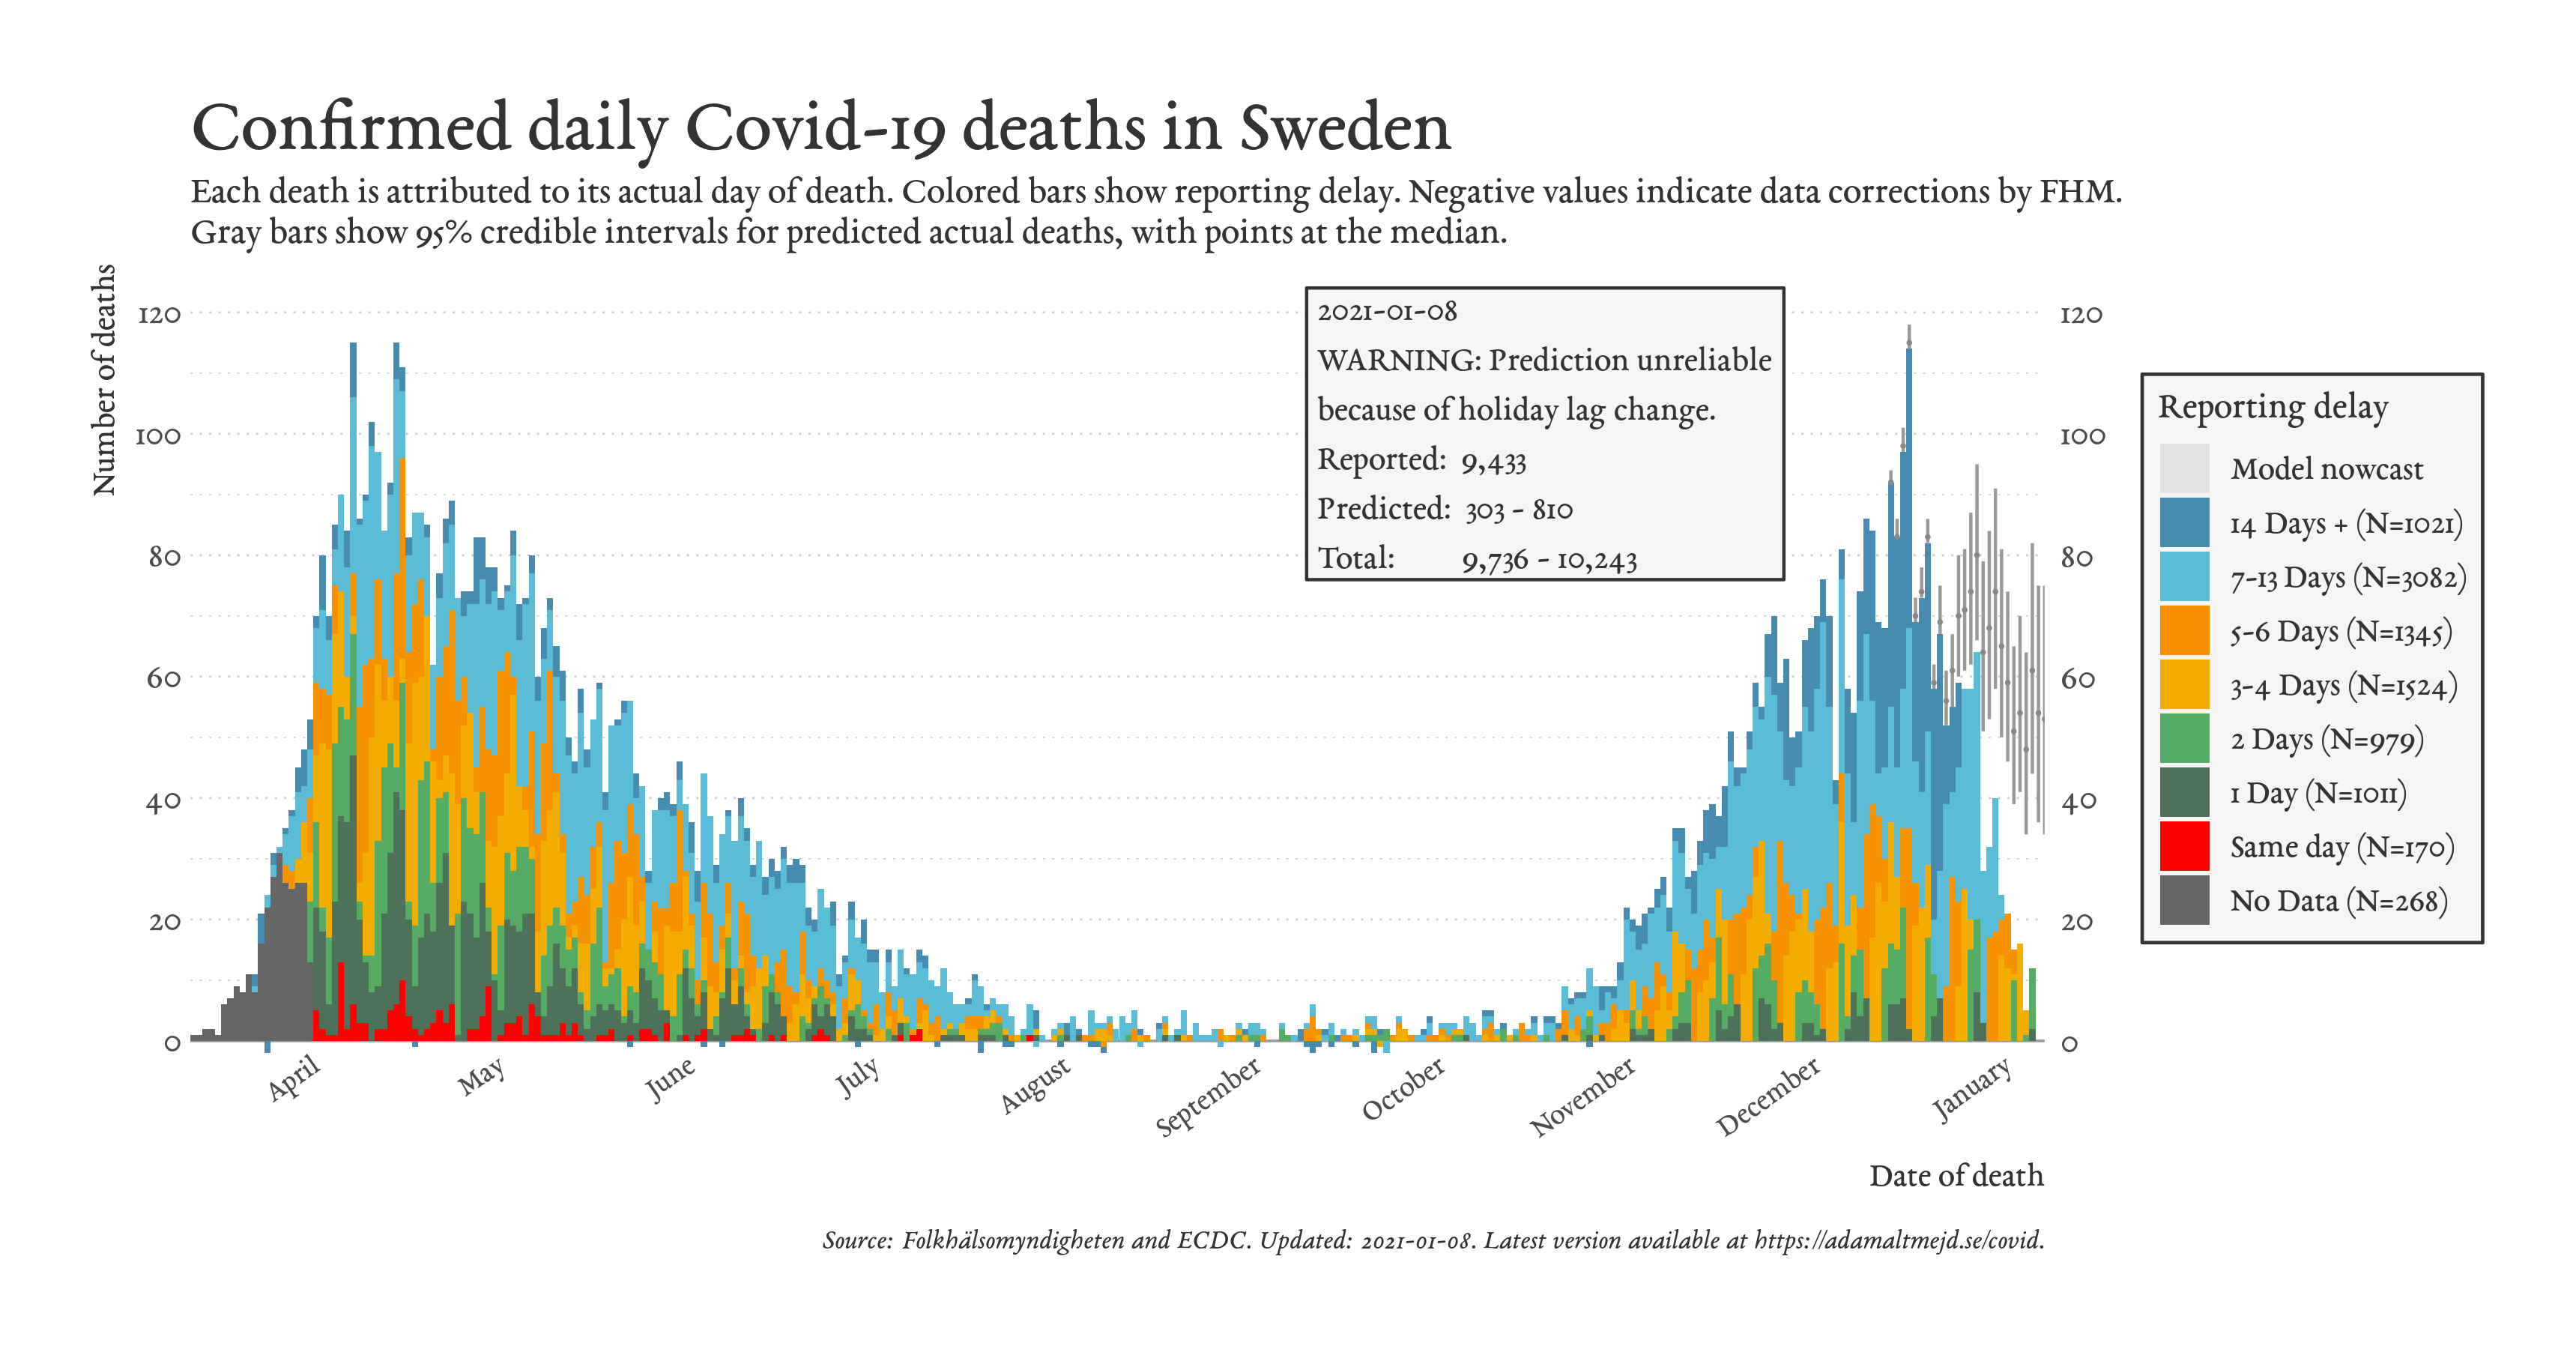 Confirmed daily Covid-19 deaths in Sweden
Each death is attributed to its actual day of death. Colored bars show reporting delay. Negative values indicate data corrections by FHM.
Gray bars show 95% credible intervals for predicted actual deaths, with points at the median.
Number of deaths
120
100
80
60
40
20
0
2021-01-08
WARNING: Prediction unreliable
because of holiday lag change.
Reported: 9,433
Predicted: 303 - 810
Total: 9,736 - 10,243
120
100
80
60
40
20
0
Reporting delay
Model nowcast
14 Days + (N=1021)
7-13 Days (N=3082)
5-6 Days (N=1345)
3-4 Days (N=1524)
2 Days (N=979)
1 Day (N=1011)
Same day (N=170)
No Data (N=268)
April
May
June
July
August
September
October
November
December
January
Date of death
Source: Folkhälsomyndigheten and ECDC. Updated: 2021-01-08. Latest version available at https://adamaltmejd.se/covid.